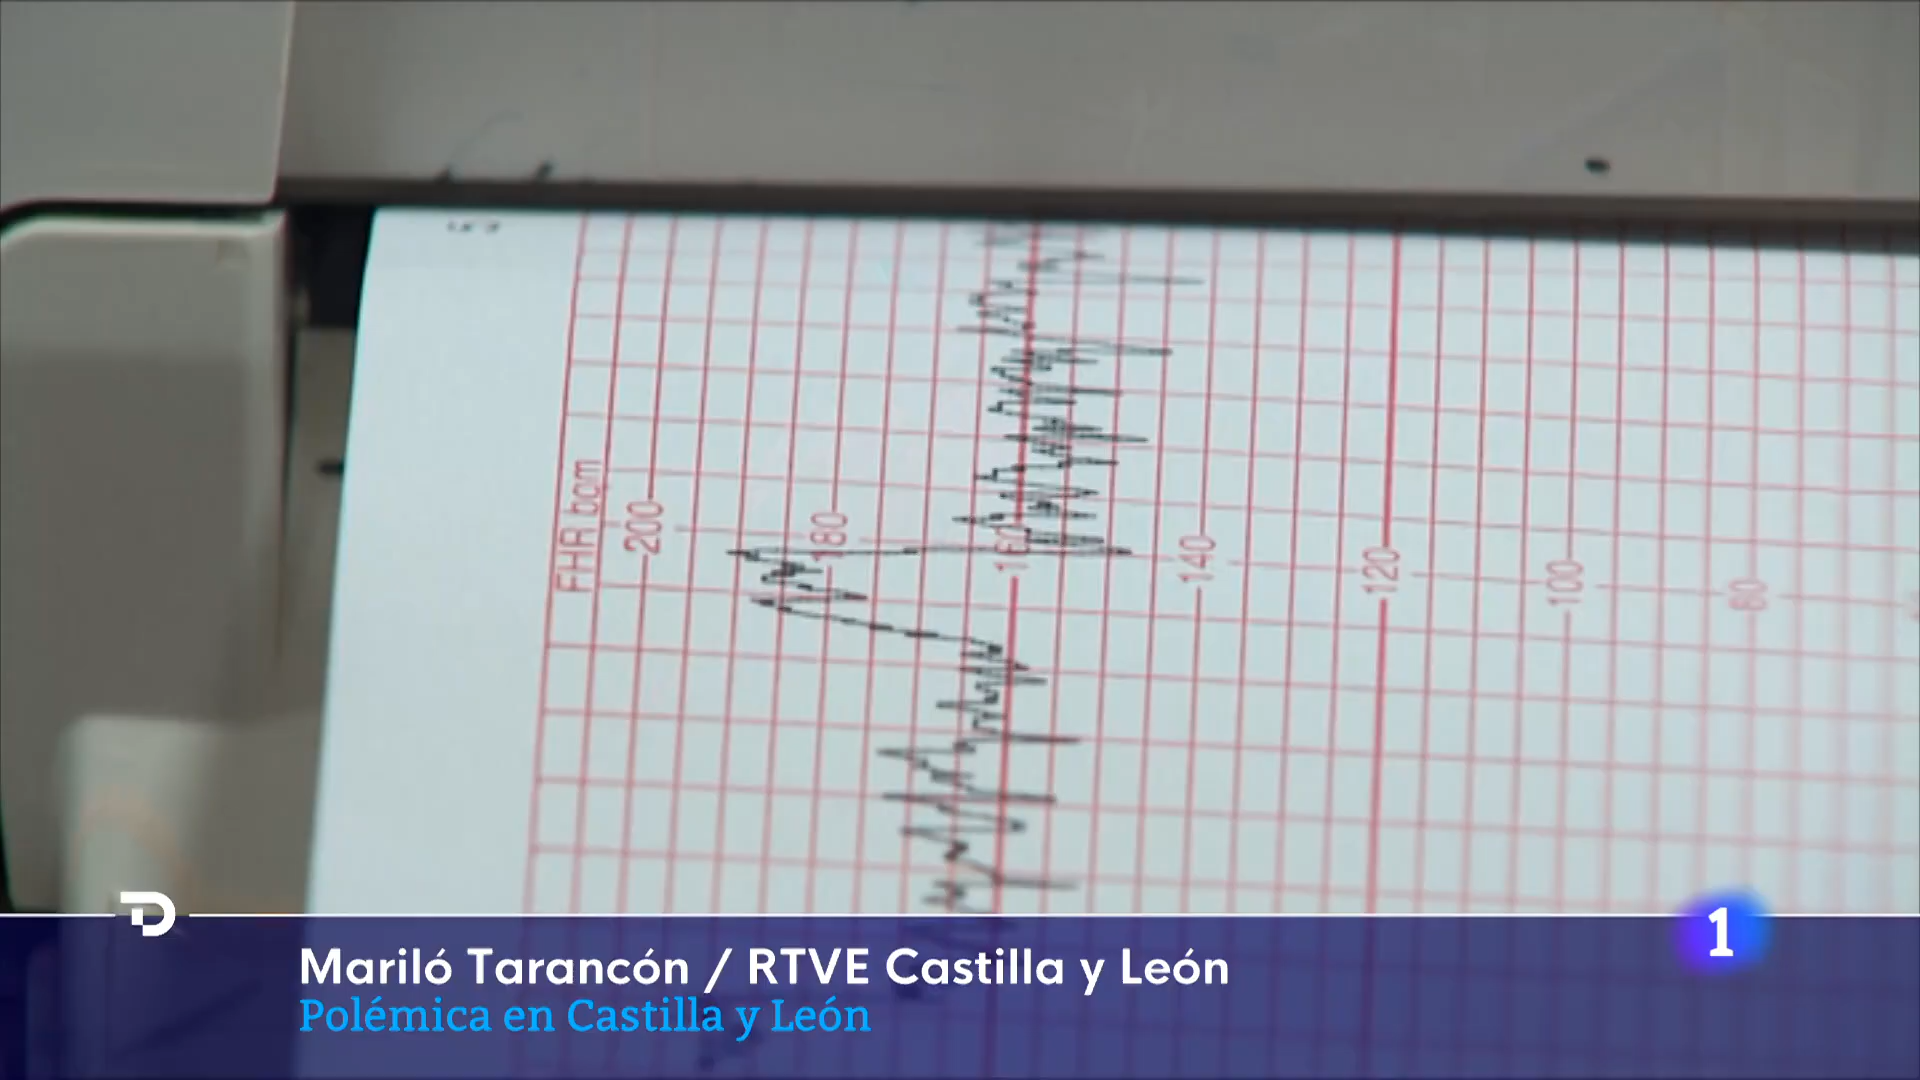 FHR bpm
200
180
160
140
120
100
80
1
Mariló Tarancón / RTVE Castilla y León
Polémica en Castilla y León